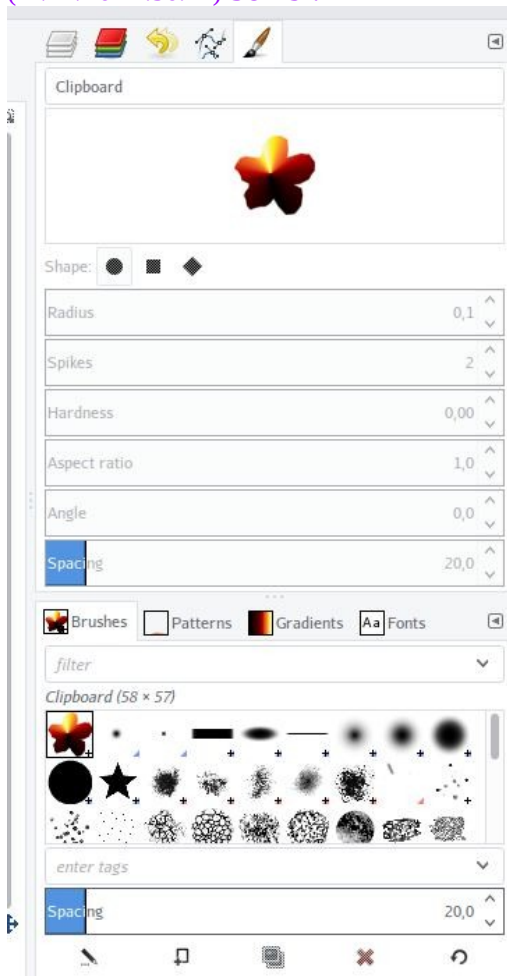 Clipboard
Shape:
Radius 0,1
Spikes 2
Hardness 0,00
Aspect ratio 1,0
Angle 0,0
Spacing 20,0
Brushes Patterns Gradients Aa Fonts
filter
Clipboard (58 × 57)
enter tags
Spacing 20,0